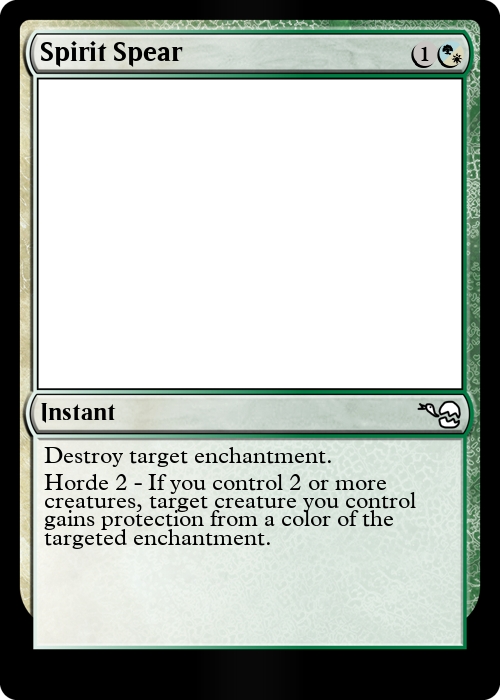 Spirit Spear 1
Instant
Destroy target enchantment.
Horde 2 - If you control 2 or more
creatures, target creature you control
gains protection from a color of the
targeted enchantment.